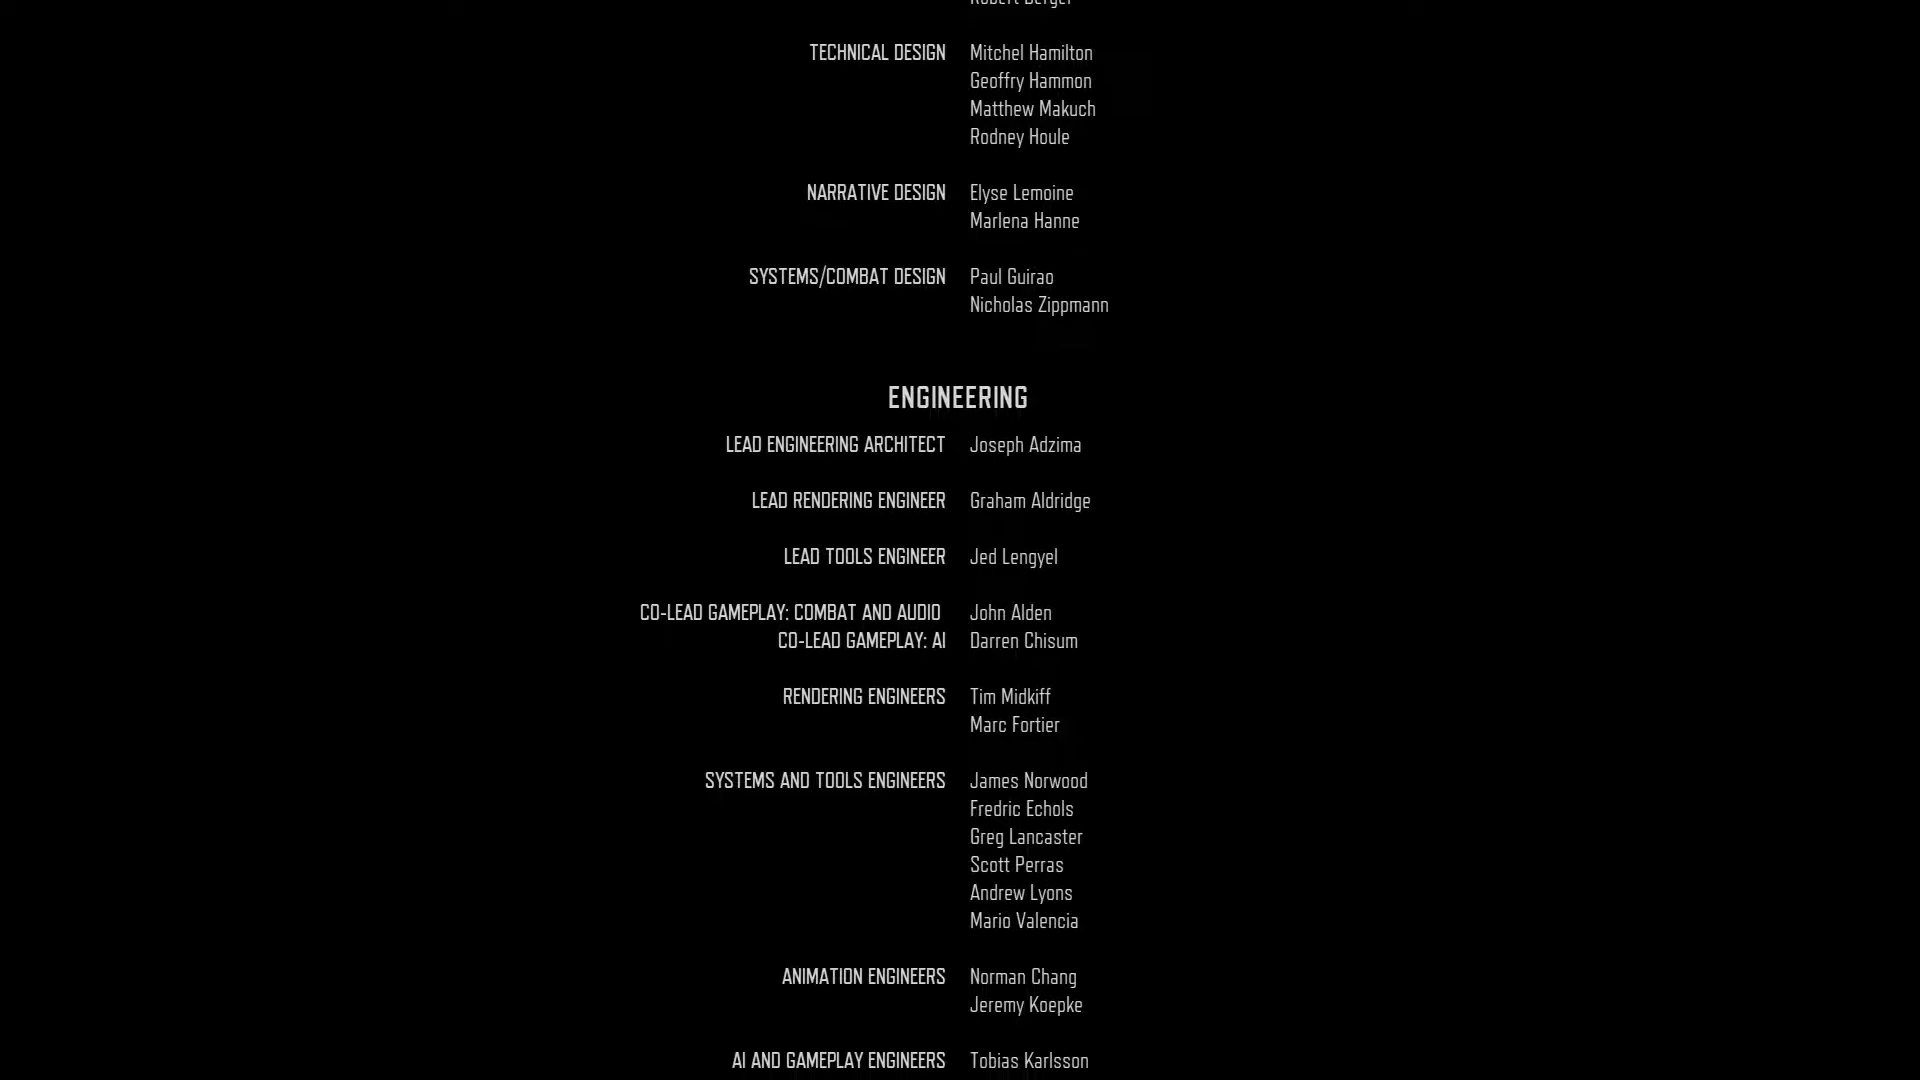 Robert Berger
TECHNICAL DESIGN Mitchel Hamilton
Geoffry Hammon
Matthew Makuch
Rodney Houle
NARRATIVE DESIGN Elyse Lemoine
Marlena Hanne
SYSTEMS/COMBAT DESIGN Paul Guirao
Nicholas Zippmann
ENGINEERING
LEAD ENGINEERING ARCHITECT Joseph Adzima
LEAD RENDERING ENGINEER Graham Aldridge
LEAD TOOLS ENGINEER Jed Lengyel
CO-LEAD GAMEPLAY: COMBAT AND AUDIO John Alden
CO-LEAD GAMEPLAY: AI Darren Chisum
RENDERING ENGINEERS Tim Midkiff
Marc Fortier
SYSTEMS AND TOOLS ENGINEERS James Norwood
Fredric Echols
Greg Lancaster
Scott Perras
Andrew Lyons
Mario Valencia
ANIMATION ENGINEERS Norman Chang
Jeremy Koepke
AI AND GAMEPLAY ENGINEERS Tobias Karlsson